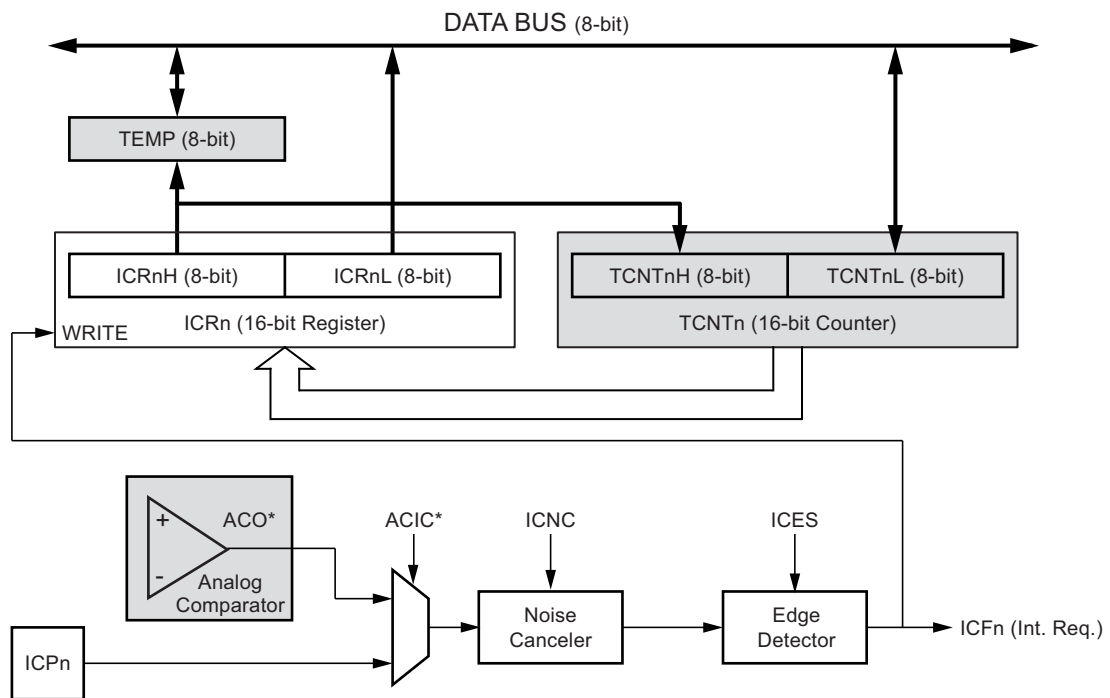 DATA BUS (8-bit)
TEMP (8-bit)
ICRnH (8-bit)
ICRnL (8-bit)
TCNTnH (8-bit)
TCNTnL (8-bit)
WRITE
ICRn (16-bit Register)
TCNTn (16-bit Counter)
+
-
ACO*
Analog
Comparator
ACIC*
ICNC
ICES
ICPn
Noise
Canceler
Edge
Detector
ICFn (Int. Req.)